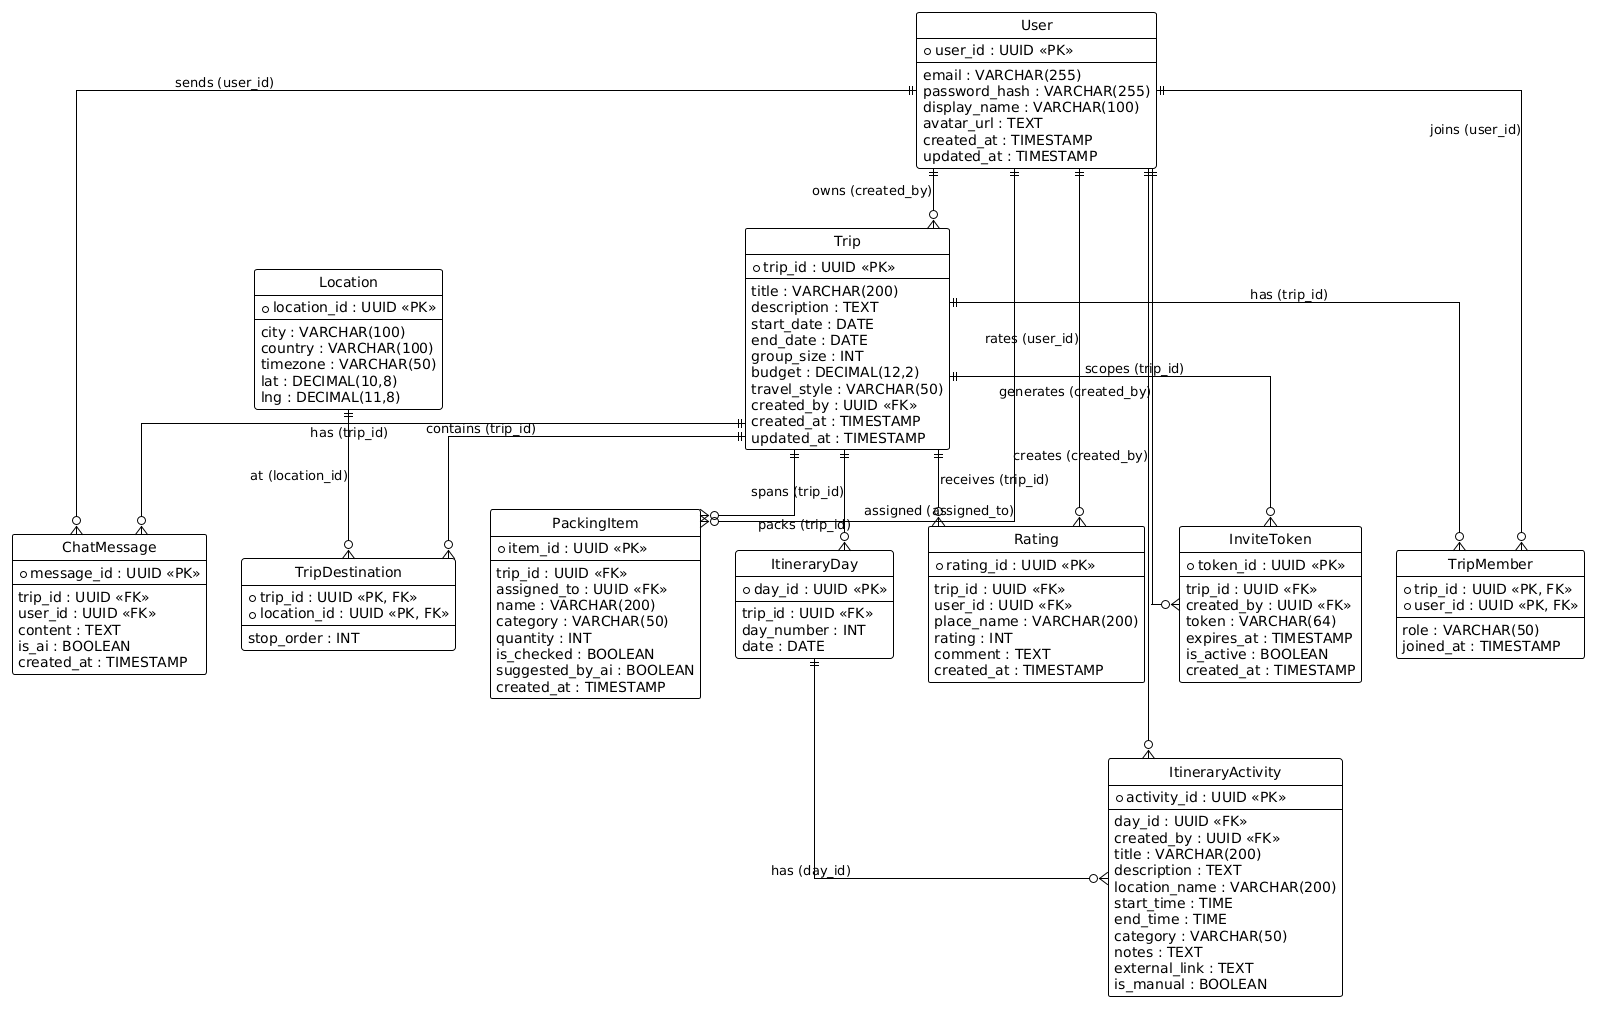 User
user_id : UUID «PK»
email : VARCHAR(255)
password_hash : VARCHAR(255)
display_name : VARCHAR(100)
avatar_url : TEXT
created_at : TIMESTAMP
updated_at : TIMESTAMP
sends (user_id)
joins (user_id)
owns (created_by)
Trip
trip_id : UUID «PK»
title : VARCHAR(200)
description : TEXT
start_date : DATE
end_date : DATE
group_size : INT
budget : DECIMAL(12,2)
travel_style : VARCHAR(50)
created_by : UUID «FK»
created_at : TIMESTAMP
updated_at : TIMESTAMP
Location
location_id : UUID «PK»
city : VARCHAR(100)
country : VARCHAR(100)
timezone : VARCHAR(50)
lat : DECIMAL(10,8)
lng : DECIMAL(11,8)
has (trip_id)
rates (user_id)
scopes (trip_id)
generates (created_by)
has (trip_id)
contains (trip_id)
creates (created_by)
at (location_id)
receives (trip_id)
spans (trip_id)
assigned (assigned_to)
packs (trip_id)
ChatMessage
message_id : UUID «PK»
trip_id : UUID «FK»
user_id : UUID «FK»
content : TEXT
is_ai : BOOLEAN
created_at : TIMESTAMP
TripDestination
trip_id : UUID «PK, FK»
location_id : UUID «PK, FK»
stop_order : INT
PackingItem
item_id : UUID «PK»
trip_id : UUID «FK»
assigned_to : UUID «FK»
name : VARCHAR(200)
category : VARCHAR(50)
quantity : INT
is_checked : BOOLEAN
suggested_by_ai : BOOLEAN
created_at : TIMESTAMP
ItineraryDay
day_id : UUID «PK»
trip_id : UUID «FK»
day_number : INT
date : DATE
Rating
rating_id : UUID «PK»
trip_id : UUID «FK»
user_id : UUID «FK»
place_name : VARCHAR(200)
rating : INT
comment : TEXT
created_at : TIMESTAMP
InviteToken
token_id : UUID «PK»
trip_id : UUID «FK»
created_by : UUID «FK»
token : VARCHAR(64)
expires_at : TIMESTAMP
is_active : BOOLEAN
created_at : TIMESTAMP
TripMember
trip_id : UUID «PK, FK»
user_id : UUID «PK, FK»
role : VARCHAR(50)
joined_at : TIMESTAMP
has (day_id)
ItineraryActivity
activity_id : UUID «PK»
day_id : UUID «FK»
created_by : UUID «FK»
title : VARCHAR(200)
description : TEXT
location_name : VARCHAR(200)
start_time : TIME
end_time : TIME
category : VARCHAR(50)
notes : TEXT
external_link : TEXT
is_manual : BOOLEAN